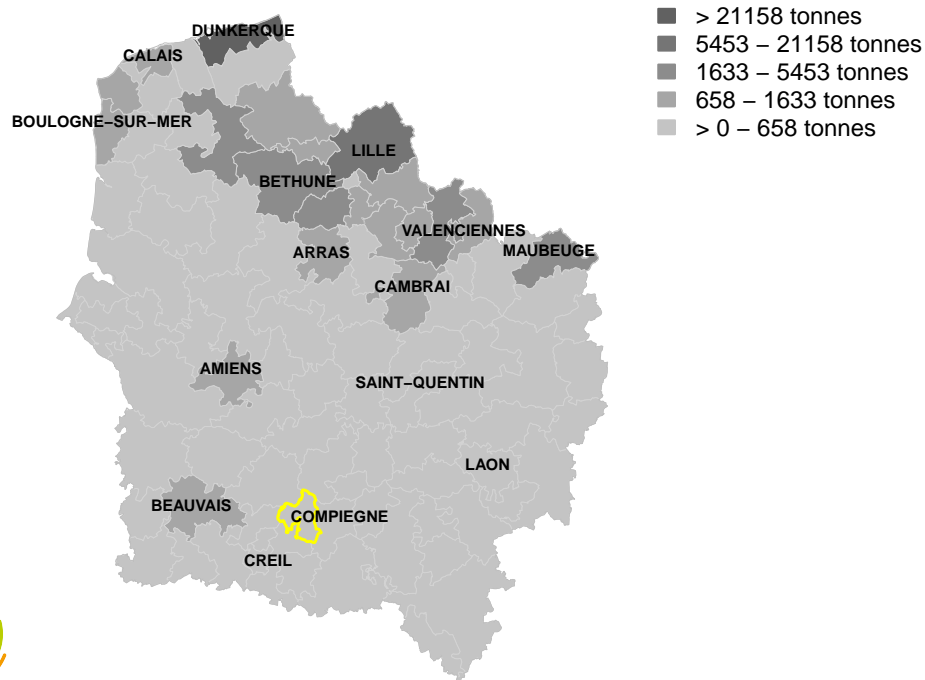 > 21158 tonnes
5453 − 21158 tonnes
1633 − 5453 tonnes
658 − 1633 tonnes
> 0 − 658 tonnes
DUNKERQUE
CALAIS
BOULOGNE−SUR−MER
LILLE
BETHUNE
VALENCIENNES
ARRAS
MAUBEUGE
CAMBRAI
AMIENS
SAINT−QUENTIN
LAON
BEAUVAIS
COMPIEGNE
CREIL